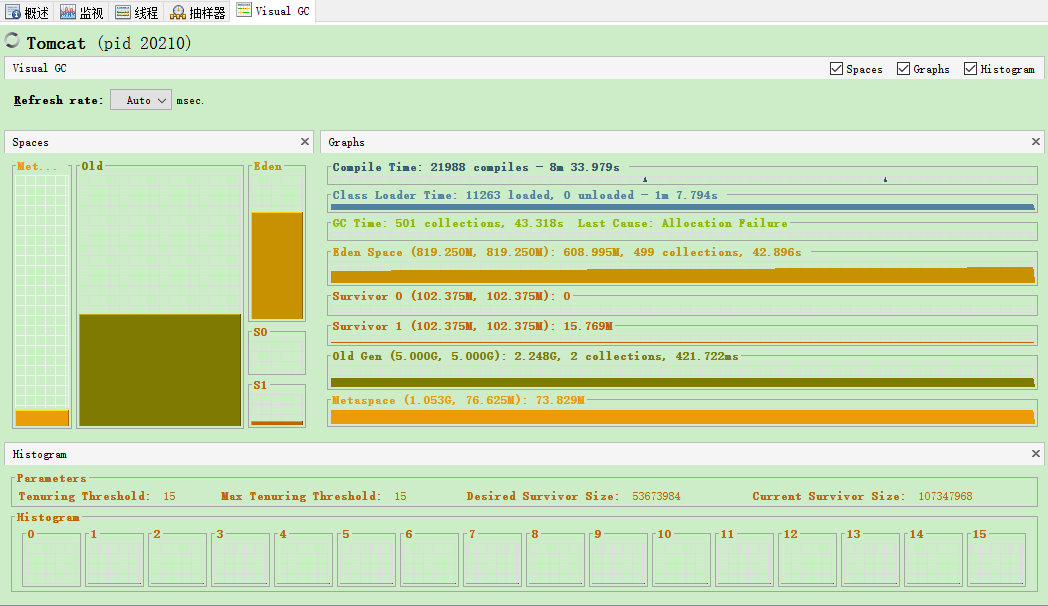 概述 监视 线程 抽样器 Visual GC
Tomcat (pid 20210)
Visual GC Spaces Graphs Histogram
Refresh rate: Auto msec.
Spaces
Met...
Old
Eden
S0
S1
Graphs
Compile Time: 21988 compiles - 8m 33.979s
Class Loader Time: 11263 loaded, 0 unloaded - 1m 7.794s
GC Time: 501 collections, 43.318s Last Cause: Allocation Failure
Eden Space (819.250M, 819.250M): 608.995M, 499 collections, 42.896s
Survivor 0 (102.375M, 102.375M): 0
Survivor 1 (102.375M, 102.375M): 15.769M
Old Gen (5.000G, 5.000G): 2.248G, 2 collections, 421.722ms
Metaspace (1.053G, 76.625M): 73.829M
Histogram
Parameters
Tenuring Threshold: 15 Max Tenuring Threshold: 15 Desired Survivor Size: 53673984 Current Survivor Size: 107347968
Histogram
0 1 2 3 4 5 6 7 8 9 10 11 12 13 14 15